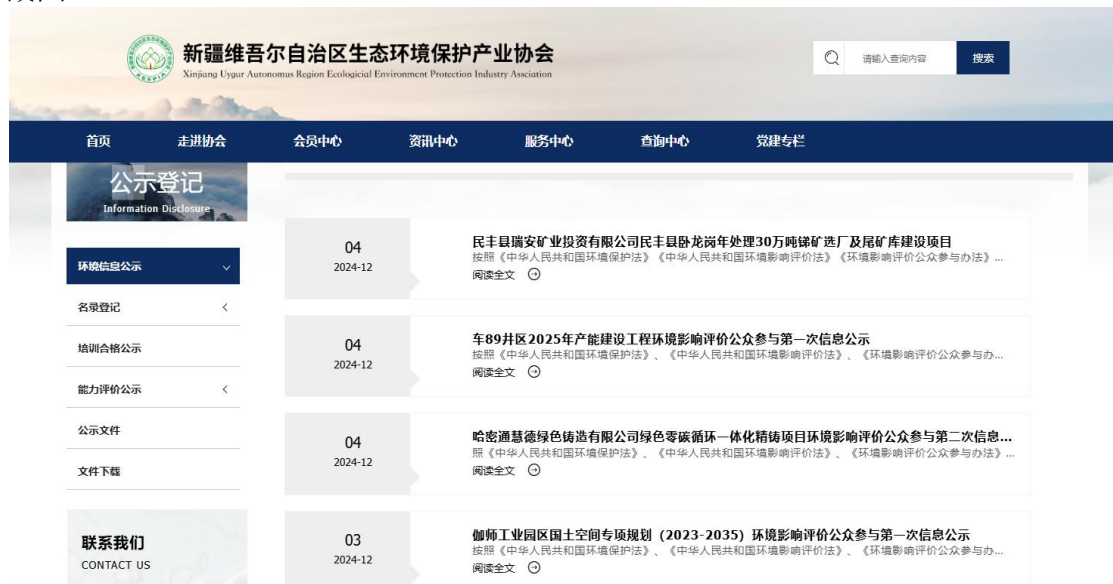 新疆维吾尔自治区生态环境保护产业协会
Xinjiang Uygur Autonomus Region Ecologicial Environment Protection Industry Assciation
XEEPIA
请输入查询内容
搜索
首页
走进协会
会员中心
资讯中心
服务中心
查询中心
党建专栏
公示登记
Information Disclosure
环境信息公示
名录登记
培训合格公示
能力评价公示
公示文件
文件下载
联系我们
CONTACT US
04
2024-12
民丰县瑞安矿业投资有限公司民丰县卧龙岗年处理30万吨锑矿选厂及尾矿库建设项目
按照《中华人民共和国环境保护法》《中华人民共和国环境影响评价法》《环境影响评价公众参与办法》...
阅读全文
04
2024-12
车89井区2025年产能建设工程环境影响评价公众参与第一次信息公示
按照《中华人民共和国环境保护法》、《中华人民共和国环境影响评价法》、《环境影响评价公众参与办...
阅读全文
04
2024-12
哈密通慧德绿色铸造有限公司绿色零碳循环一体化精铸项目环境影响评价公众参与第二次信息...
照《中华人民共和国环境保护法》、《中华人民共和国环境影响评价法》、《环境影响评价公众参与办法》...
阅读全文
03
2024-12
伽师工业园区国土空间专项规划（2023-2035）环境影响评价公众参与第一次信息公示
按照《中华人民共和国环境保护法》、《中华人民共和国环境影响评价法》、《环境影响评价公众参与办...
阅读全文